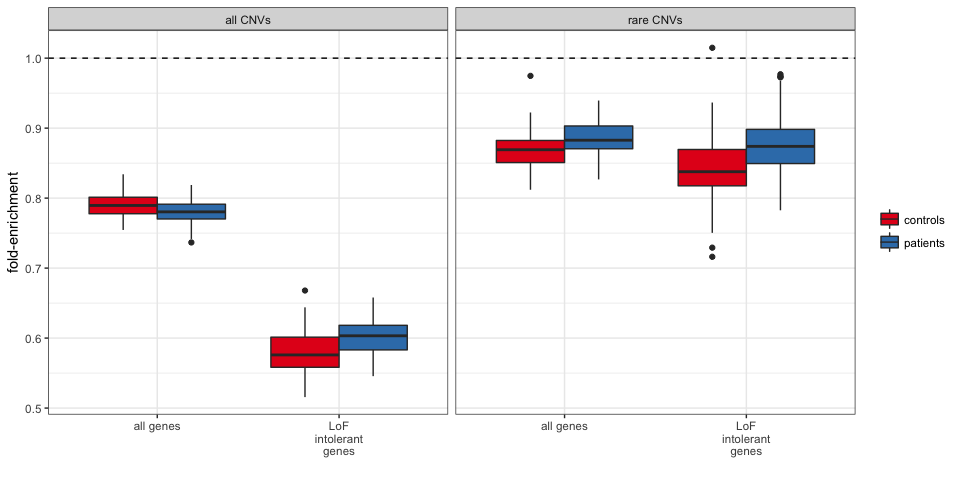 all CNVs
rare CNVs
fold-enrichment
1.0
0.9
0.8
0.7
0.6
0.5
all genes
LoF
intolerant
genes
all genes
LoF
intolerant
genes
controls
patients